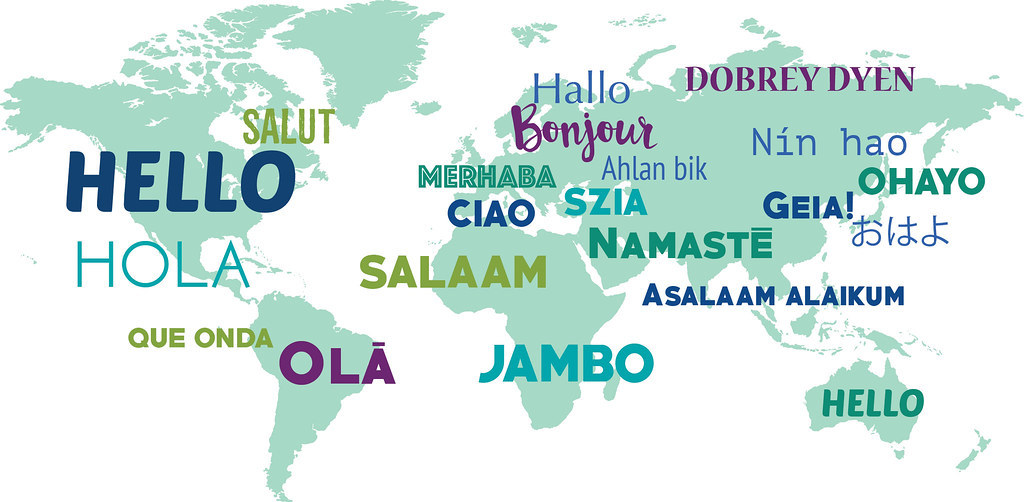 Hallo
DOBREY DYEN
SALUT
Bonjour
Nín hao
HELLO
Ahlan bik
MERHABA
OHAYO
CIAO
SZIA
GEIA!
おはよ
HOLA
NAMASTĒ
SALAAM
ASALAAM ALAIKUM
QUE ONDA
OLĀ
JAMBO
HELLO